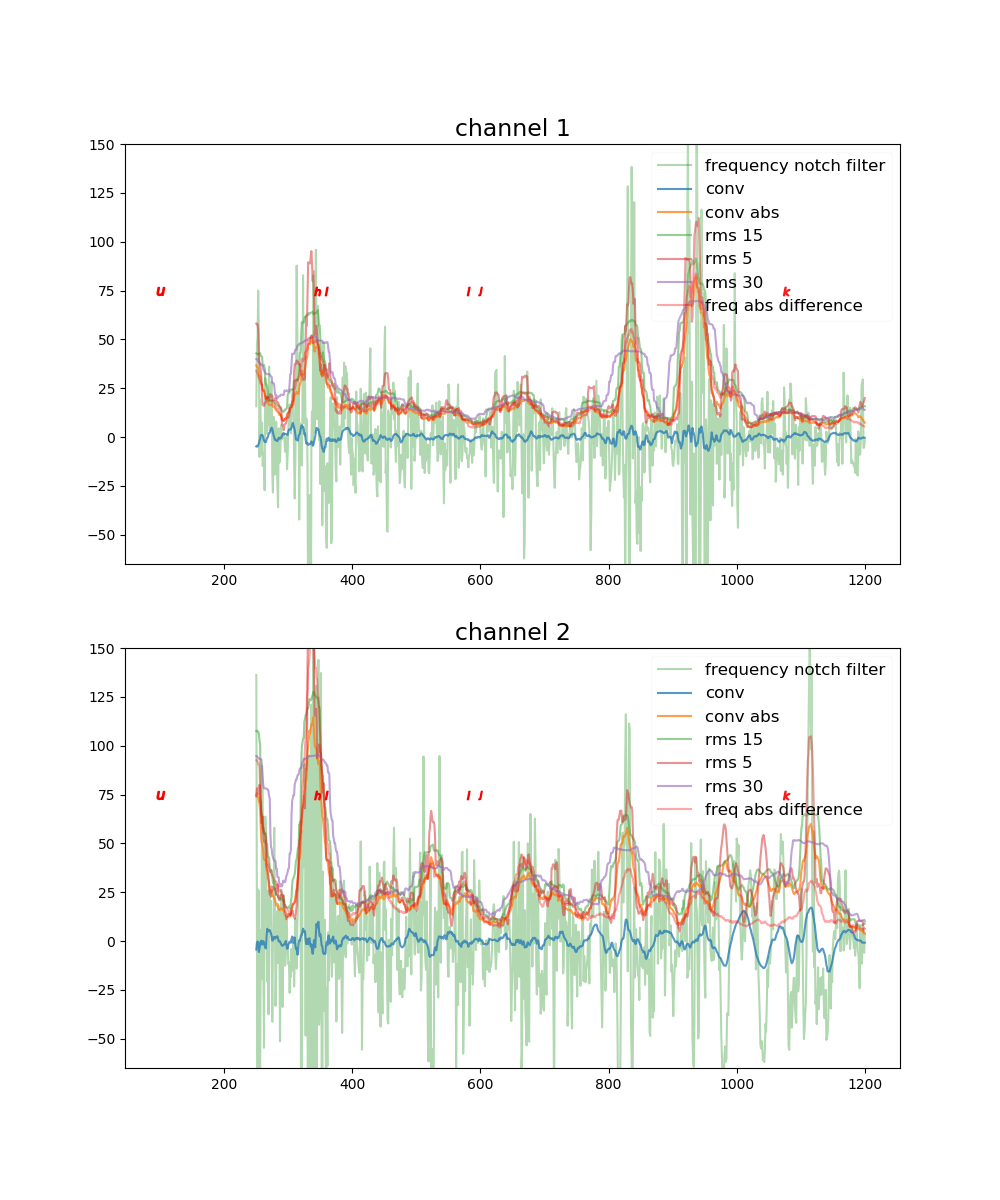 channel 1
150
125
100
75
50
25
0
−25
−50
frequency notch filter
conv
conv abs
rms 15
rms 5
rms 30
freq abs difference
u
h I
I J
k
200 400 600 800 1000 1200
channel 2
150
125
100
75
50
25
0
−25
−50
frequency notch filter
conv
conv abs
rms 15
rms 5
rms 30
freq abs difference
u
h I
I J
k
200 400 600 800 1000 1200